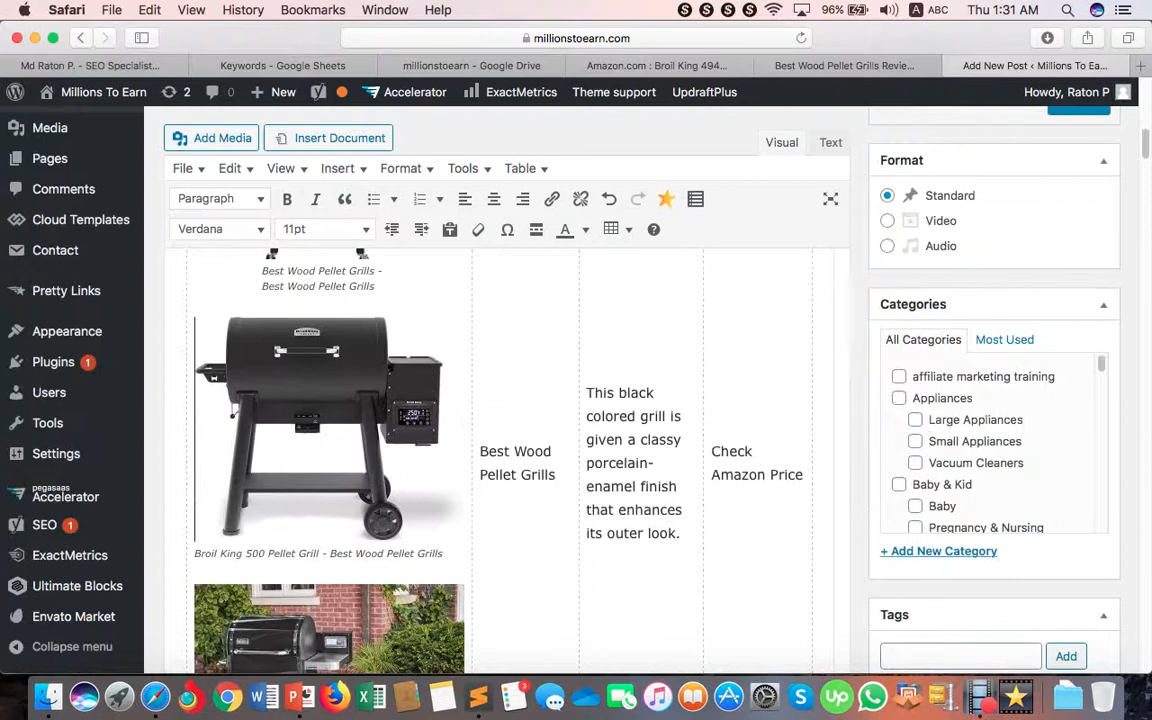 Safari File Edit View History Bookmarks Window Help 96% A ABC Thu 1:31 AM
millionstoearn.com
Md Raton P. - SEO Specialist... Keywords - Google Sheets millionstoearn - Google Drive Amazon.com : Broil King 494... Best Wood Pellet Grills Revie... Add New Post ‹ Millions To Ea... +
Millions To Earn 2 0 + New Accelerator ExactMetrics Theme support UpdraftPlus Howdy, Raton P
Media
Pages
Comments
Cloud Templates
Contact
Pretty Links
Appearance
Plugins 1
Users
Tools
Settings
pegasaas
Accelerator
SEO 1
ExactMetrics
Ultimate Blocks
Envato Market
Collapse menu
Add Media Insert Document
Visual Text
File Edit View Insert Format Tools Table
Paragraph B I
Verdana 11pt Ω A
Best Wood Pellet Grills -
Best Wood Pellet Grills
Broil King 500 Pellet Grill - Best Wood Pellet Grills
Best Wood
Pellet Grills
This black
colored grill is
given a classy
porcelain-
enamel finish
that enhances
its outer look.
Check
Amazon Price
Format
Standard
Video
Audio
Categories
All Categories Most Used
affiliate marketing training
Appliances
Large Appliances
Small Appliances
Vacuum Cleaners
Baby & Kid
Baby
Pregnancy & Nursing
+ Add New Category
Tags
Add